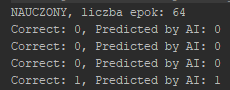 NAUCZONY, liczba epok: 64
Correct: 0, Predicted by AI: 0
Correct: 0, Predicted by AI: 0
Correct: 0, Predicted by AI: 0
Correct: 1, Predicted by AI: 1